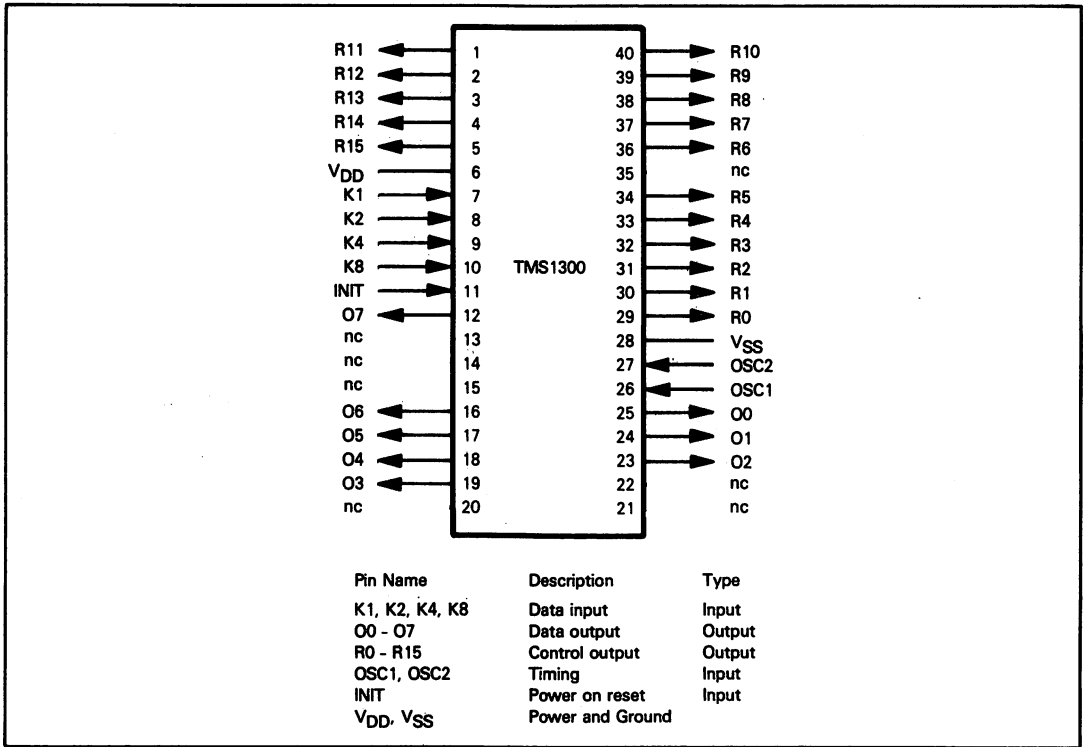 R11 1 40 R10
R12 2 39 R9
R13 3 38 R8
R14 4 37 R7
R15 5 36 R6
VDD 6 35 nc
K1 7 34 R5
K2 8 33 R4
K4 9 32 R3
K8 10 TMS1300 31 R2
INIT 11 30 R1
O7 12 29 R0
nc 13 28 VSS
nc 14 27 OSC2
nc 15 26 OSC1
O6 16 25 O0
O5 17 24 O1
O4 18 23 O2
O3 19 22 nc
nc 20 21 nc
Pin Name Description Type
K1, K2, K4, K8 Data input Input
O0 - O7 Data output Output
R0 - R15 Control output Output
OSC1, OSC2 Timing Input
INIT Power on reset Input
VDD, VSS Power and Ground